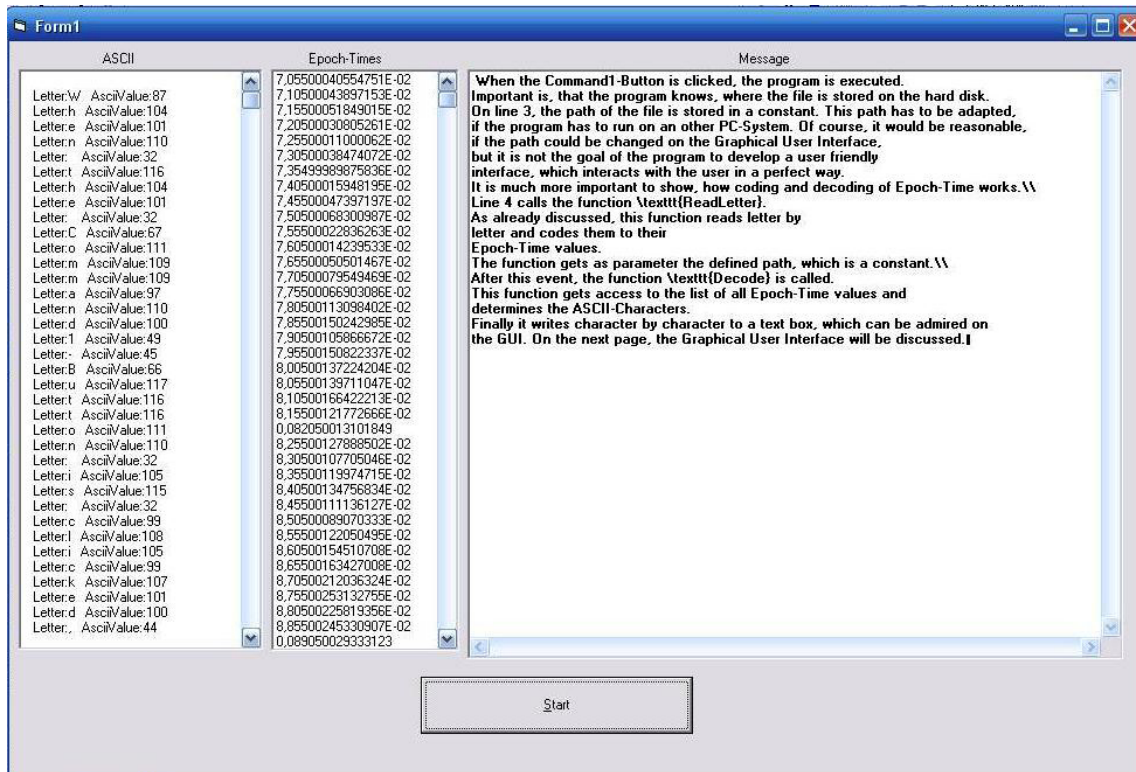 Form1
ASCII
Letter:W AsciiValue:87
Letter:h AsciiValue:104
Letter:e AsciiValue:101
Letter:n AsciiValue:110
Letter: AsciiValue:32
Letter:t AsciiValue:116
Letter:h AsciiValue:104
Letter:e AsciiValue:101
Letter: AsciiValue:32
Letter:C AsciiValue:67
Letter:o AsciiValue:111
Letter:m AsciiValue:109
Letter:m AsciiValue:109
Letter:a AsciiValue:97
Letter:n AsciiValue:110
Letter:d AsciiValue:100
Letter:1 AsciiValue:49
Letter:- AsciiValue:45
Letter:B AsciiValue:66
Letter:u AsciiValue:117
Letter:t AsciiValue:116
Letter:t AsciiValue:116
Letter:o AsciiValue:111
Letter:n AsciiValue:110
Letter: AsciiValue:32
Letter:i AsciiValue:105
Letter:s AsciiValue:115
Letter: AsciiValue:32
Letter:c AsciiValue:99
Letter:l AsciiValue:108
Letter:i AsciiValue:105
Letter:c AsciiValue:99
Letter:k AsciiValue:107
Letter:e AsciiValue:101
Letter:d AsciiValue:100
Letter:, AsciiValue:44
Epoch-Times
7,05500040554751E-02
7,10500043897153E-02
7,15500051849015E-02
7,20500030805261E-02
7,25500011000062E-02
7,30500038474072E-02
7,35499989875836E-02
7,40500015948195E-02
7,45500047397197E-02
7,50500068300987E-02
7,55500022836263E-02
7,60500014239533E-02
7,65500050501467E-02
7,70500079549469E-02
7,75500066903086E-02
7,80500113098402E-02
7,85500150242985E-02
7,90500105866672E-02
7,95500150822337E-02
8,00500137224204E-02
8,05500139711047E-02
8,10500166422213E-02
8,15500121772666E-02
0,082050013101849
8,25500127888502E-02
8,30500107705046E-02
8,35500119974715E-02
8,40500134756834E-02
8,45500111136127E-02
8,50500089070333E-02
8,55500122050495E-02
8,60500154510708E-02
8,65500163427008E-02
8,70500212036324E-02
8,75500253132755E-02
8,80500225819356E-02
8,85500245330907E-02
0,089050029333123
Message
When the Command1-Button is clicked, the program is executed.
Important is, that the program knows, where the file is stored on the hard disk.
On line 3, the path of the file is stored in a constant. This path has to be adapted,
if the program has to run on an other PC-System. Of course, it would be reasonable,
if the path could be changed on the Graphical User Interface,
but it is not the goal of the program to develop a user friendly
interface, which interacts with the user in a perfect way.
It is much more important to show, how coding and decoding of Epoch-Time works.\\
Line 4 calls the function \texttt{ReadLetter}.
As already discussed, this function reads letter by
letter and codes them to their
Epoch-Time values.
The function gets as parameter the defined path, which is a constant.\\
After this event, the function \texttt{Decode} is called.
This function gets access to the list of all Epoch-Time values and
determines the ASCII-Characters.
Finally it writes character by character to a text box, which can be admired on
the GUI. On the next page, the Graphical User Interface will be discussed.
Start